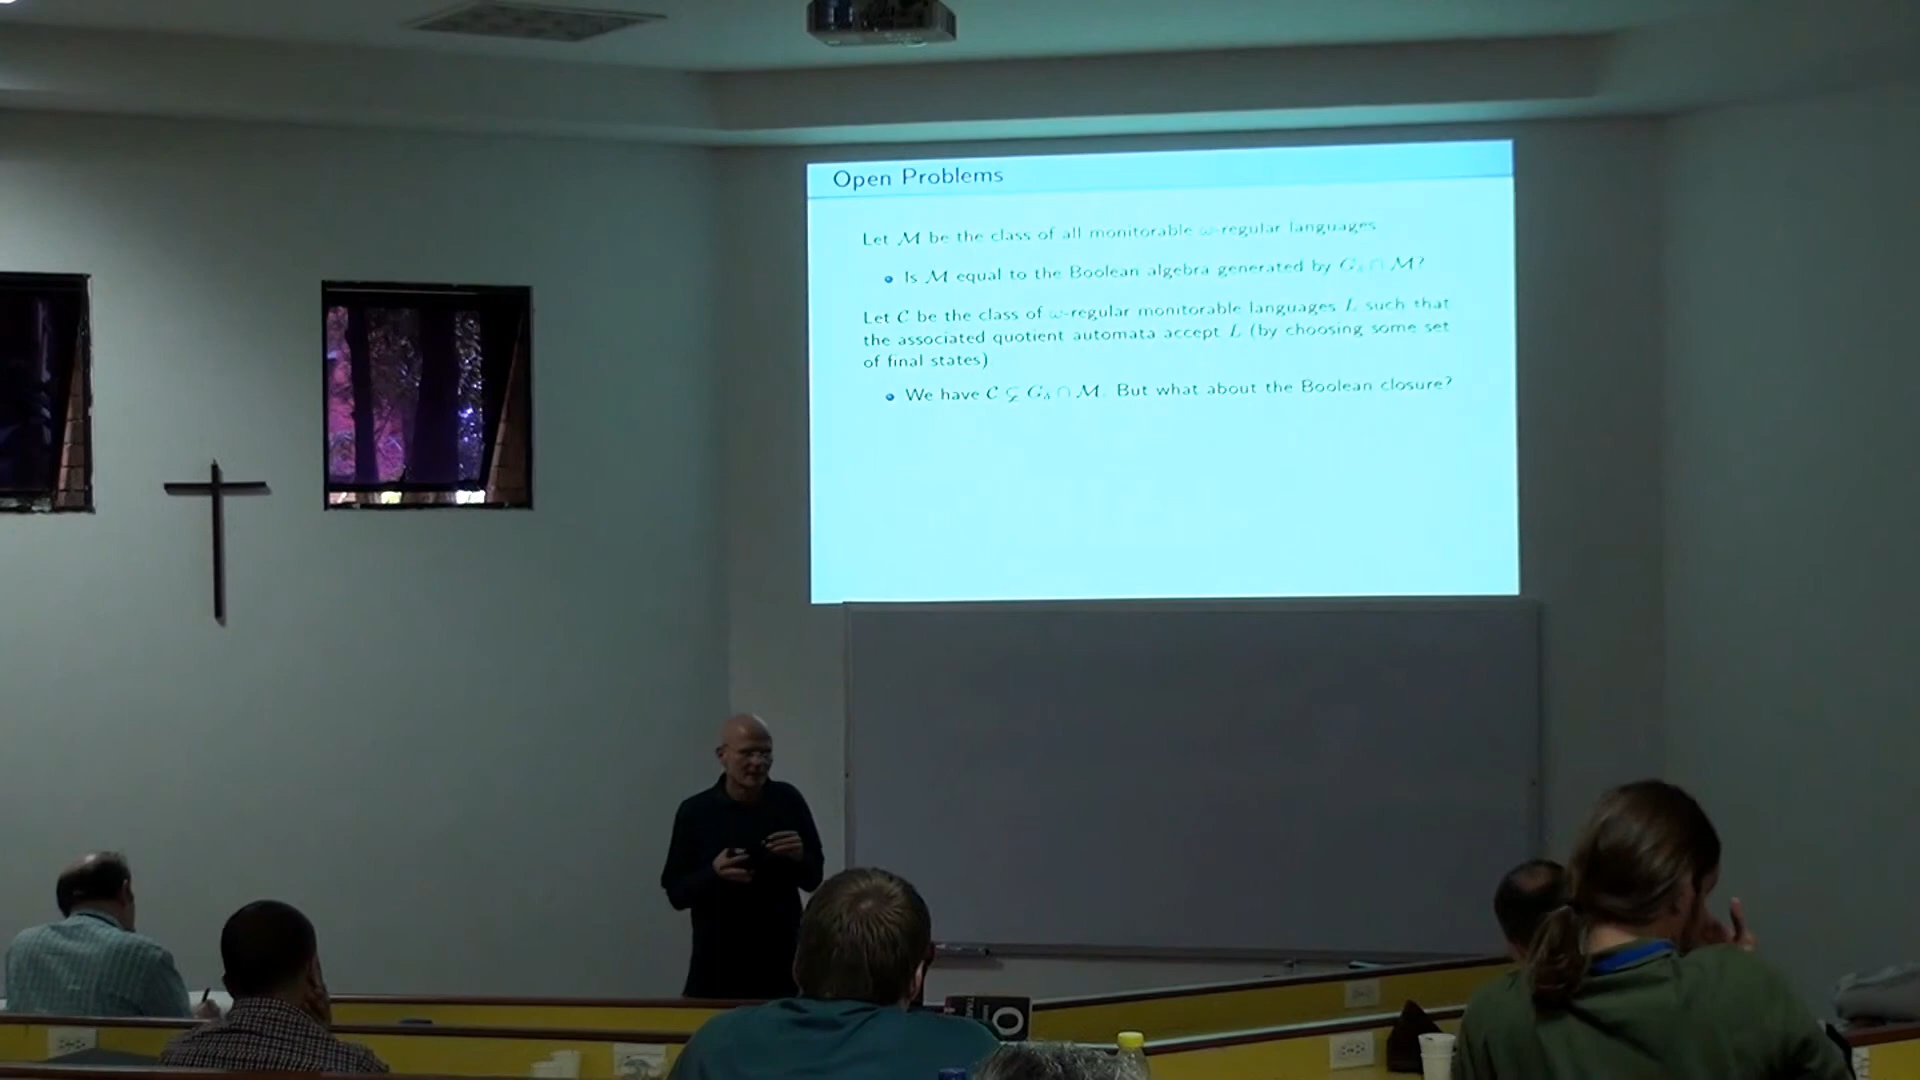 Open Problems
Let ℳ be the class of all monitorable ω-regular languages
• Is ℳ equal to the Boolean algebra generated by G_δ ∩ ℳ?
Let 𝒞 be the class of ω-regular monitorable languages L such that
the associated quotient automata accept L (by choosing some set
of final states)
• We have 𝒞 ⊊ G_δ ∩ ℳ. But what about the Boolean closure?